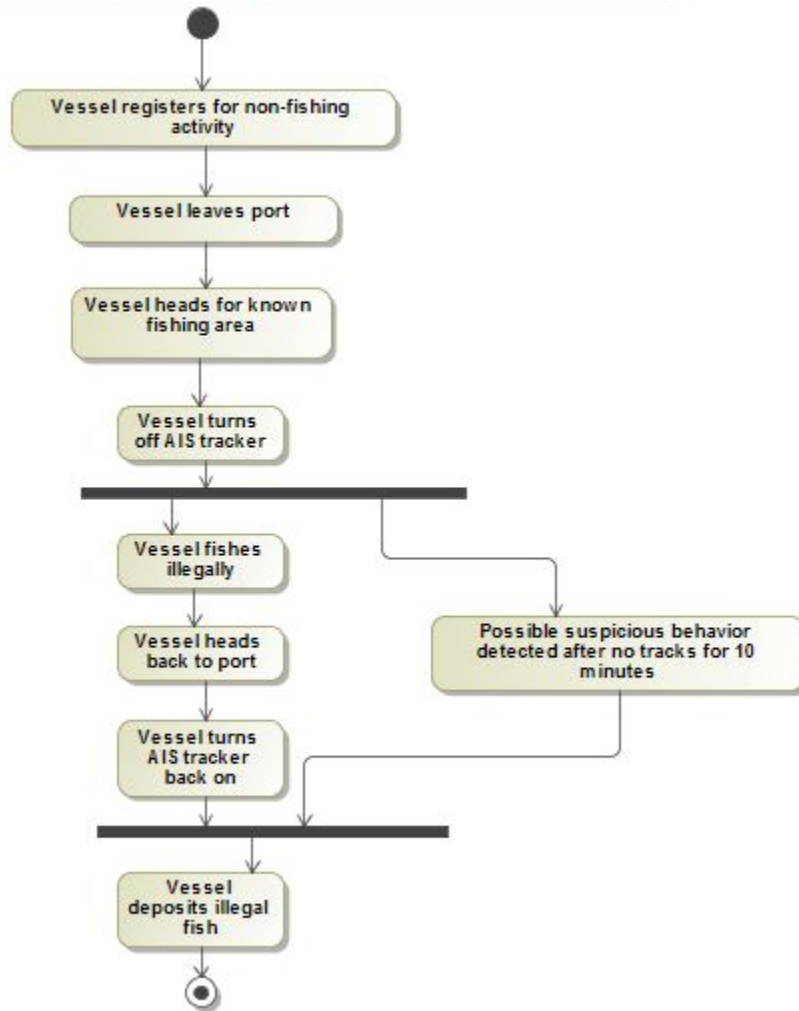 Vessel registers for non-fishing
activity
Vessel leaves port
Vessel heads for known
fishing area
Vessel turns
off AIS tracker
Vessel fishes
illegally
Vessel heads
back to port
Possible suspicious behavior
detected after no tracks for 10
minutes
Vessel turns
AIS tracker
back on
Vessel
deposits illegal
fish